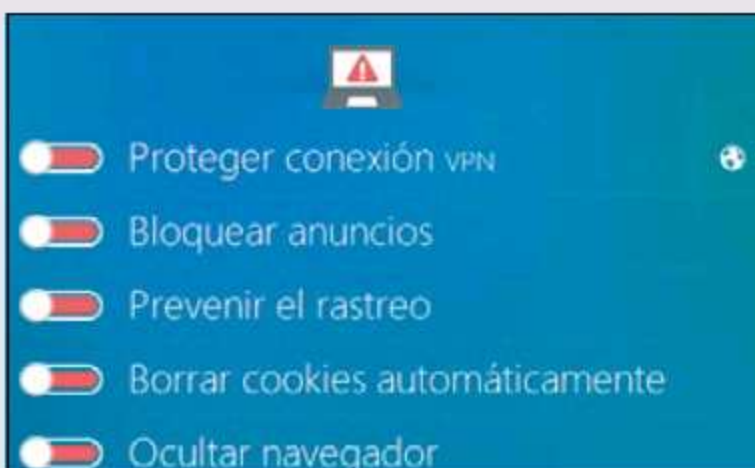 Proteger conexión VPN
Bloquear anuncios
Prevenir el rastreo
Borrar cookies automáticamente
Ocultar navegador